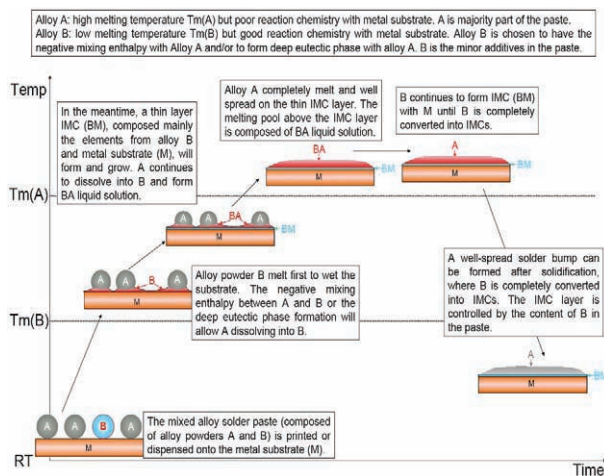 Alloy A: high melting temperature Tm(A) but poor reaction chemistry with metal substrate. A is majority part of the paste.
Alloy B: low melting temperature Tm(B) but good reaction chemistry with metal substrate. Alloy B is chosen to have the
negative mixing enthalpy with Alloy A and/or to form deep eutectic phase with alloy A. B is the minor additives in the paste.
Temp
In the meantime, a thin layer
IMC (BM), composed mainly
the elements from alloy B
and metal substrate (M), will
form and grow. A continues
to dissolve into B and form
BA liquid solution.
Alloy A completely melt and well
spread on the thin IMC layer. The
melting pool above the IMC layer
is composed of BA liquid solution.
B continues to form IMC (BM)
with M until B is completely
converted into IMCs.
BA
BM
M
A
BM
M
Tm(A)
A A BA A
BM
M
A A B A
M
Alloy powder B melt first to wet the
substrate. The negative mixing
enthalpy between A and B or the
deep eutectic phase formation will
allow A dissolving into B.
A well-spread solder bump can
be formed after solidification,
where B is completely converted
into IMCs. The IMC layer is
controlled by the content of B in
the paste.
Tm(B)
A
BM
M
A A B A
M
The mixed alloy solder paste (composed
of alloy powders A and B) is printed or
dispensed onto the metal substrate (M).
RT
Time